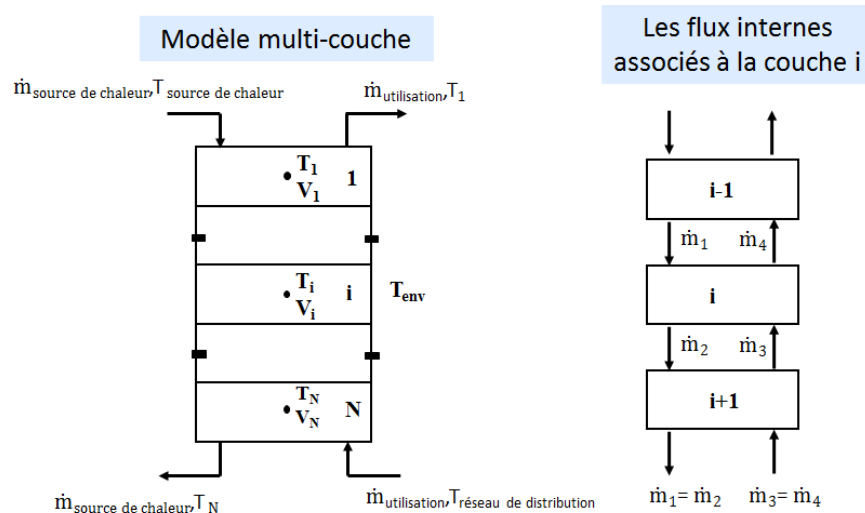 Modèle multi-couche
ṁsource de chaleur,Tsource de chaleur
ṁutilisation,T1
T1
V1
1
Ti
Vi
i
Tenv
TN
VN
N
ṁsource de chaleur,TN
ṁutilisation,Tréseau de distribution
Les flux internes
associés à la couche i
i-1
ṁ1
ṁ4
i
ṁ2
ṁ3
i+1
ṁ1= ṁ2
ṁ3= ṁ4